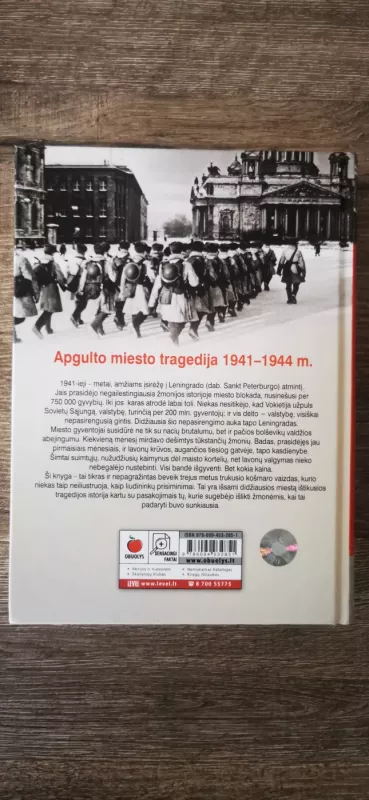 Apgulto miesto tragedija 1941–1944 m.
1941-ieji – metai, amžiams įsirėžę į Leningrado (dab. Sankt Peterburgo) atmintį.
Jais prasidėjo negailestingiausia žmonijos istorijoje miesto blokada, nusinešusi per
750 000 gyvybių. Iki jos karas atrodė labai toli. Niekas nesitikėjo, kad Vokietija užpuls
Sovietų Sąjungą, valstybę, turinčią per 200 mln. gyventojų; ir vis dėlto – valstybę, visiškai
nepasirengusią gintis. Didžiausia šio nepasirengimo auka tapo Leningradas.
Miesto gyventojai susidūrė ne tik su nacių brutalumu, bet ir pačios bolševikų valdžios
abejingumu. Kiekvieną mėnesį mirdavo dešimtys tūkstančių žmonių. Badas, prasidėjęs jau
pirmaisiais mėnesiais, ir lavonų krūvos, augančios tiesiog gatvėje, tapo kasdienybe.
Šimtai suimtųjų, nužudžiusių kaimynus dėl maisto kortelių, net lavonų valgymas nieko
nebegalėjo nustebinti. Visi bandė išgyventi. Bet kokia kaina.
Ši knyga – tai tikras ir nepagražintas beveik trejus metus trukusio košmaro vaizdas, kurio
niekas taip neiliustruoja, kaip liudininkų prisiminimai. Tai yra išsami didžiausias miestą ištikusios
tragedijos istorija kartu su pasakojimais tų, kurie sugebėjo išlikti žmonėmis, kai tai
padaryti buvo sunkiausia.
OBUOLYS
SENSACINGI
FAKTAI
www.obuolys.lt
www.level.lt
8 700 55775